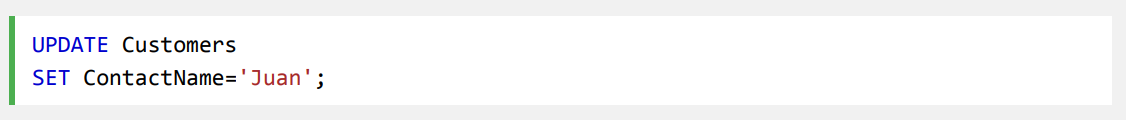 UPDATE Customers
SET ContactName='Juan';